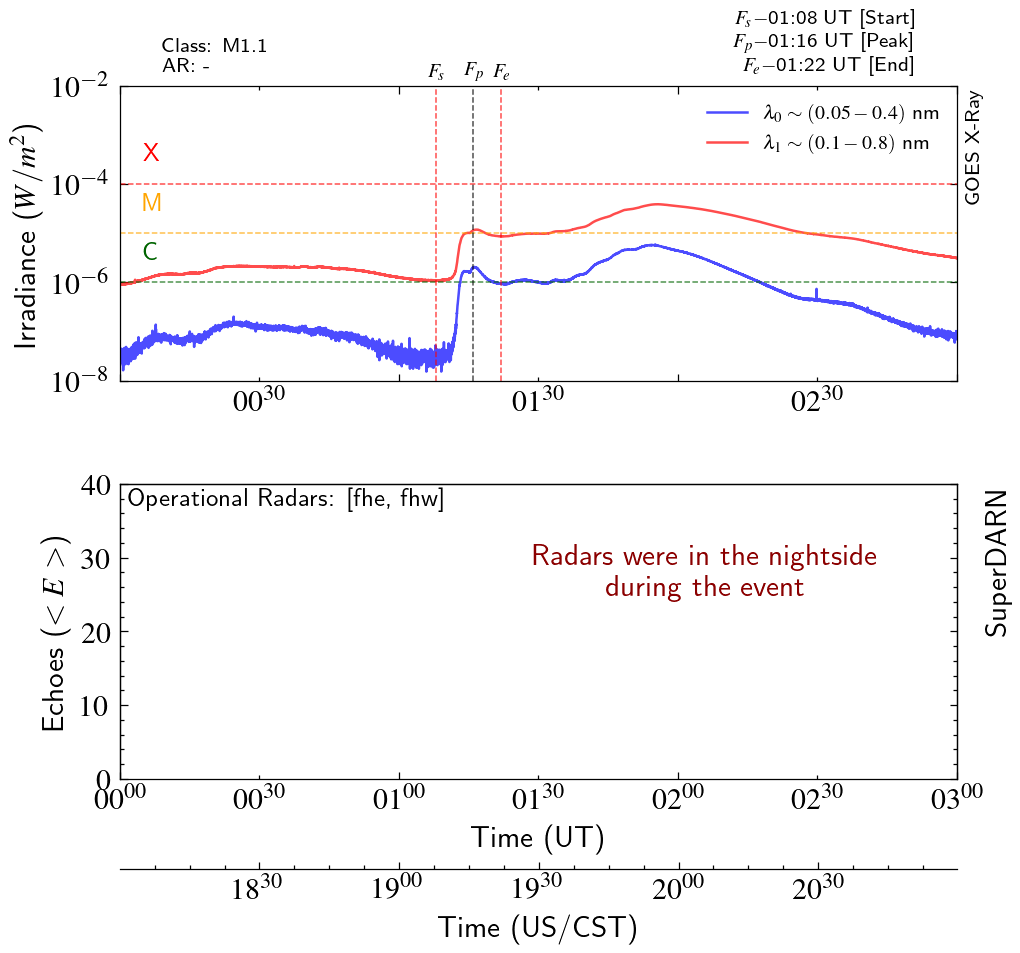 Class: M1.1
AR: -
Fₛ−01:08 UT [Start]
Fₚ−01:16 UT [Peak]
Fₑ−01:22 UT [End]
Fₛ Fₚ Fₑ
10⁻²
10⁻⁴
10⁻⁶
10⁻⁸
Irradiance (W/m²)
X
M
C
λ₀ ∼ (0.05 − 0.4) nm
λ₁ ∼ (0.1 − 0.8) nm
GOES X-Ray
00³⁰ 01³⁰ 02³⁰
Operational Radars: [fhe, fhw]
Radars were in the nightside
during the event
40
30
20
10
0
Echoes (< E >)
SuperDARN
00⁰⁰ 00³⁰ 01⁰⁰ 01³⁰ 02⁰⁰ 02³⁰ 03⁰⁰
Time (UT)
18³⁰ 19⁰⁰ 19³⁰ 20⁰⁰ 20³⁰
Time (US/CST)